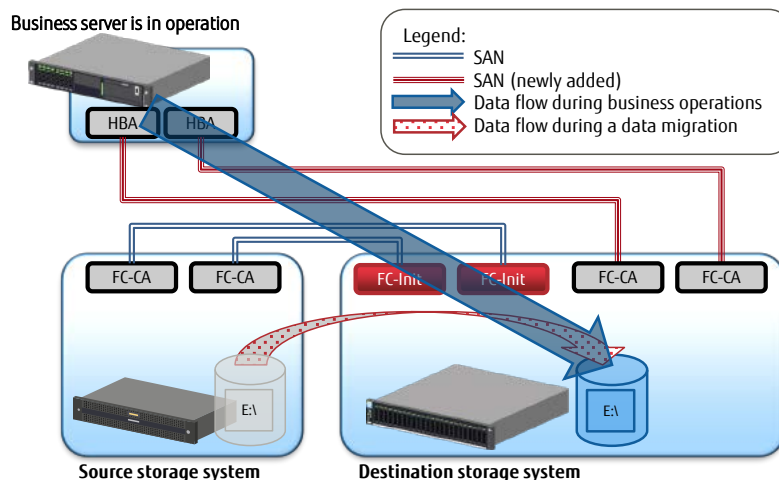 Business server is in operation
Legend:
SAN
SAN (newly added)
Data flow during business operations
Data flow during a data migration
HBA
HBA
FC-CA
FC-CA
FC-Init
FC-Init
FC-CA
FC-CA
E:\
E:\
Source storage system
Destination storage system